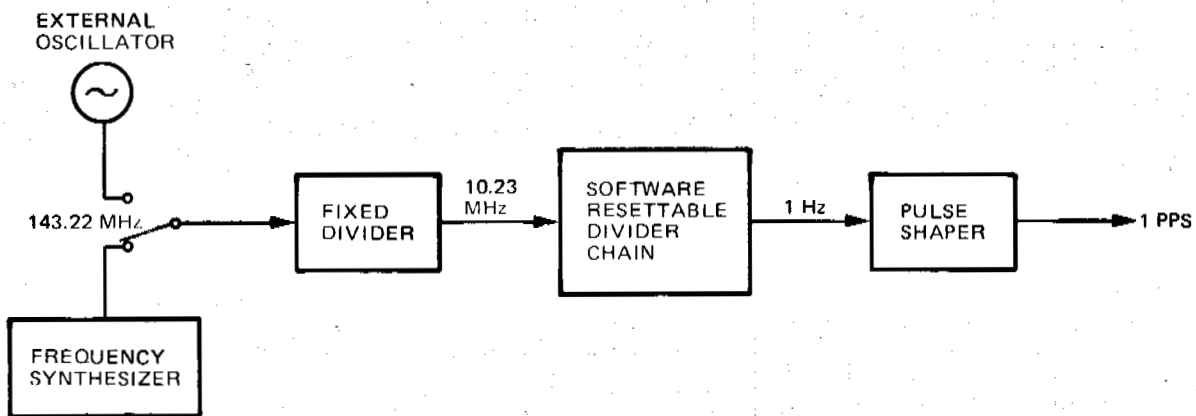 EXTERNAL
OSCILLATOR
143.22 MHz
FREQUENCY
SYNTHESIZER
FIXED
DIVIDER
10.23
MHz
SOFTWARE
RESETTABLE
DIVIDER
CHAIN
1 Hz
PULSE
SHAPER
1 PPS